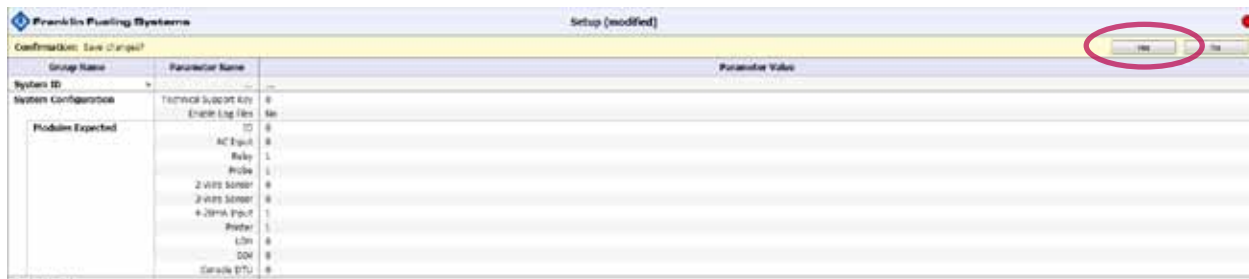 Franklin Fueling Systems Setup (modified)
Confirmation: Save changes? Yes No
Group Name Parameter Name Parameter Value
System ID ... ...
System Configuration Technical Support Key 0
Enable Log Files No
Modules Expected IO 0
AC Input 0
Relay 1
Probe 1
2-Wire Sensor 0
3-Wire Sensor 0
4-20mA Input 1
Printer 1
LON 0
DIM 0
Console DTU 0